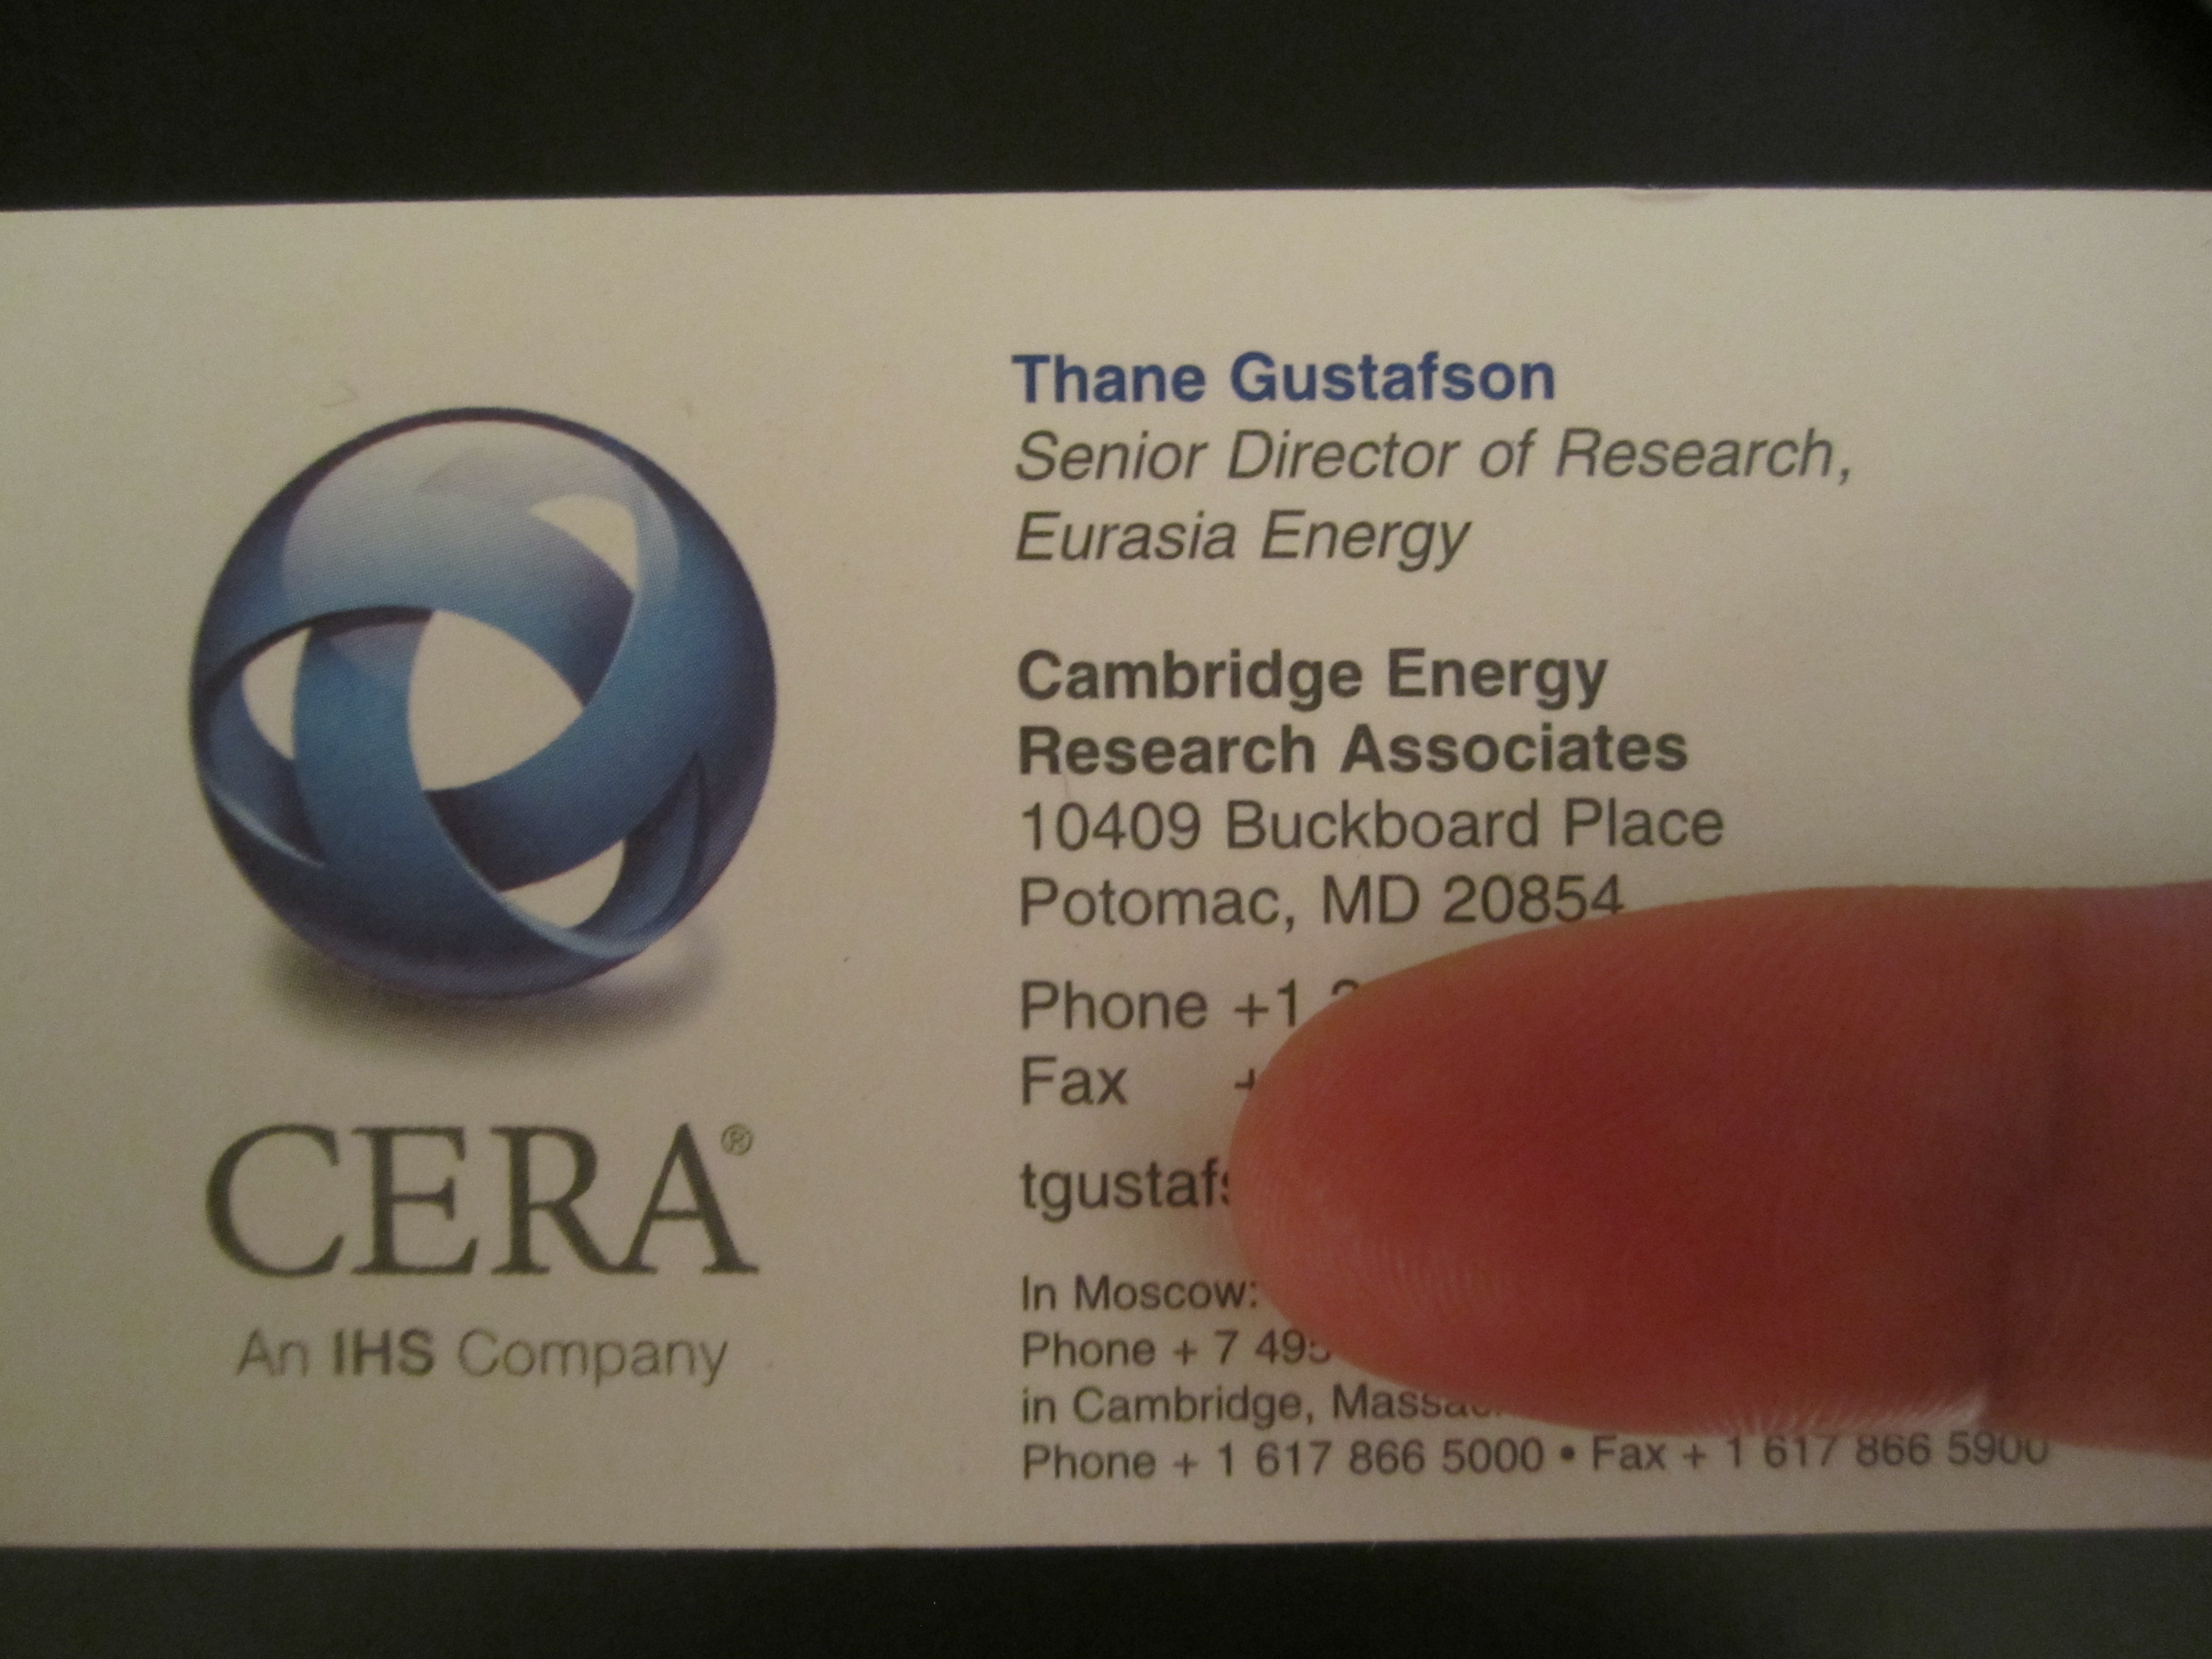 Thane Gustafson
Senior Director of Research,
Eurasia Energy
Cambridge Energy
Research Associates
10409 Buckboard Place
Potomac, MD 20854
Phone +1
Fax
In Moscow:
Phone + 7
in Cambridge,
Phone + 1 617 866 5000 • Fax + 1 617 866 5900
CERA®
An IHS Company